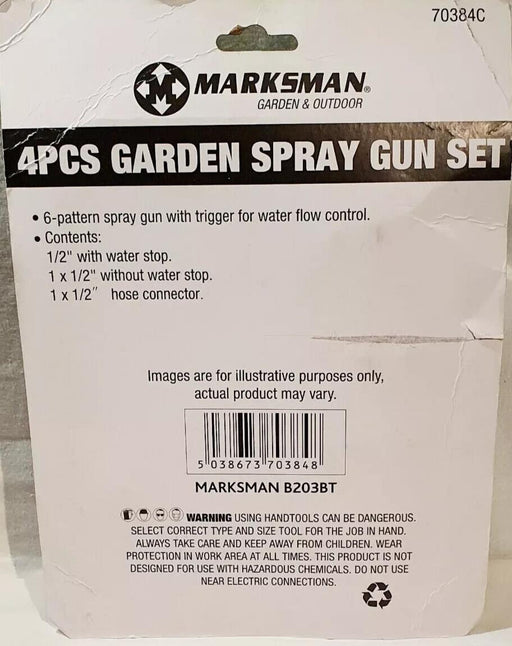 70384C
M MARKSMAN®
GARDEN & OUTDOOR
4PCS GARDEN SPRAY GUN SET
• 6-pattern spray gun with trigger for water flow control.
• Contents:
1/2" with water stop.
1 x 1/2" without water stop.
1 x 1/2" hose connector.
Images are for illustrative purposes only,
actual product may vary.
5 038673 703848
MARKSMAN B203BT
WARNING USING HANDTOOLS CAN BE DANGEROUS.
SELECT CORRECT TYPE AND SIZE TOOL FOR THE JOB IN HAND.
ALWAYS TAKE CARE AND KEEP AWAY FROM CHILDREN. WEAR
PROTECTION IN WORK AREA AT ALL TIMES. THIS PRODUCT IS NOT
DESIGNED FOR USE WITH HAZARDOUS CHEMICALS. DO NOT USE
NEAR ELECTRIC CONNECTIONS.